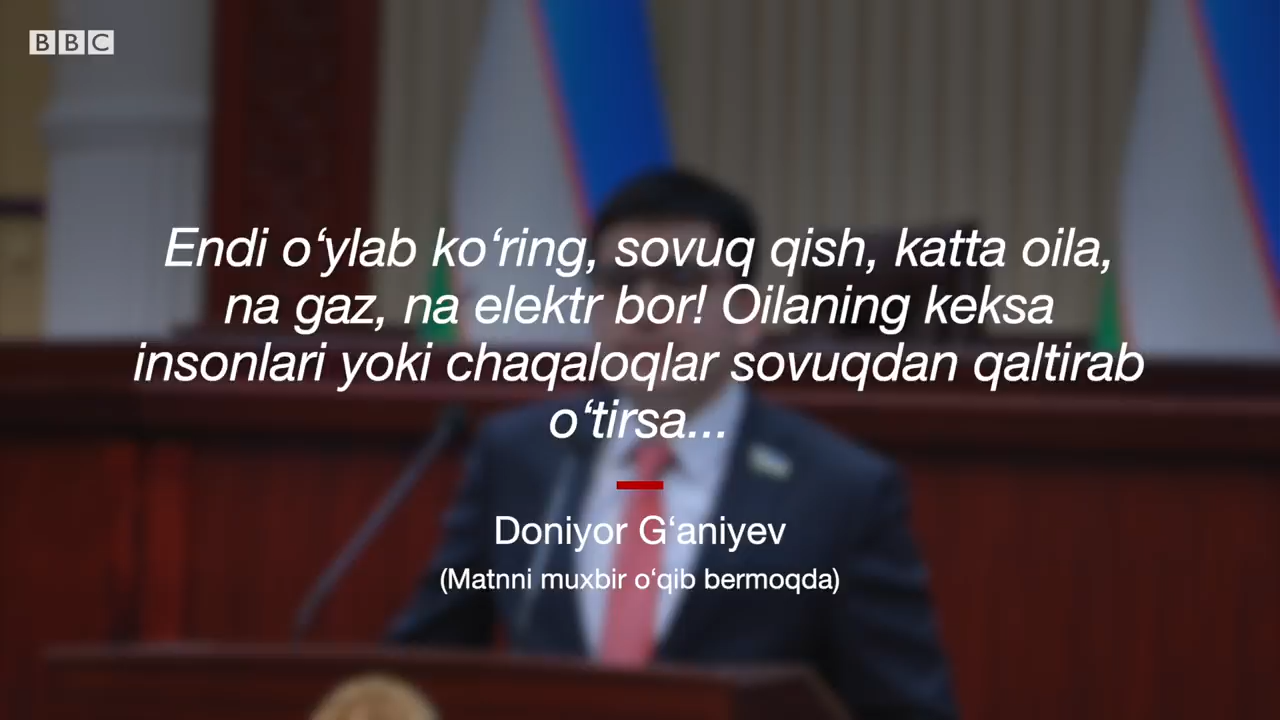 BBC
Endi o‘ylab ko‘ring, sovuq qish, katta oila,
na gaz, na elektr bor! Oilaning keksa
insonlari yoki chaqaloqlar sovuqdan qaltirab
o‘tirsa...
Doniyor G‘aniyev
(Matnni muxbir o‘qib bermoqda)